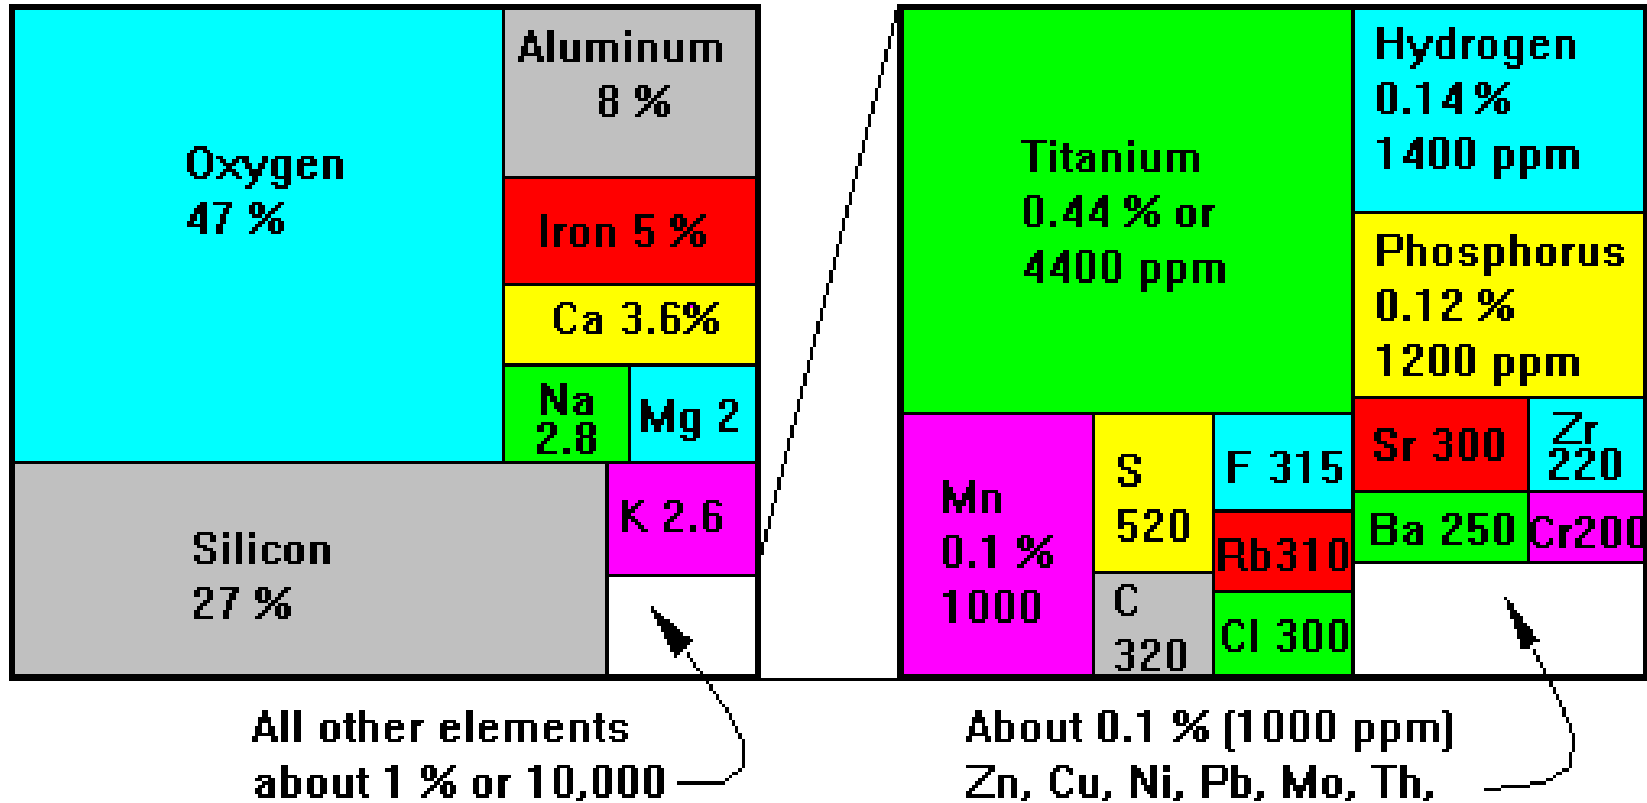 Oxygen
47 %
Aluminum
8 %
Iron 5 %
Ca 3.6%
Na
2.8
Mg 2
Silicon
27 %
K 2.6
All other elements
about 1 % or 10,000
Titanium
0.44 % or
4400 ppm
Hydrogen
0.14 %
1400 ppm
Phosphorus
0.12 %
1200 ppm
Mn
0.1 %
1000
S
520
C
320
F 315
Rb310
Cl 300
Sr 300
Zr
220
Ba 250
Cr200
About 0.1 % (1000 ppm)
Zn, Cu, Ni, Pb, Mo, Th,